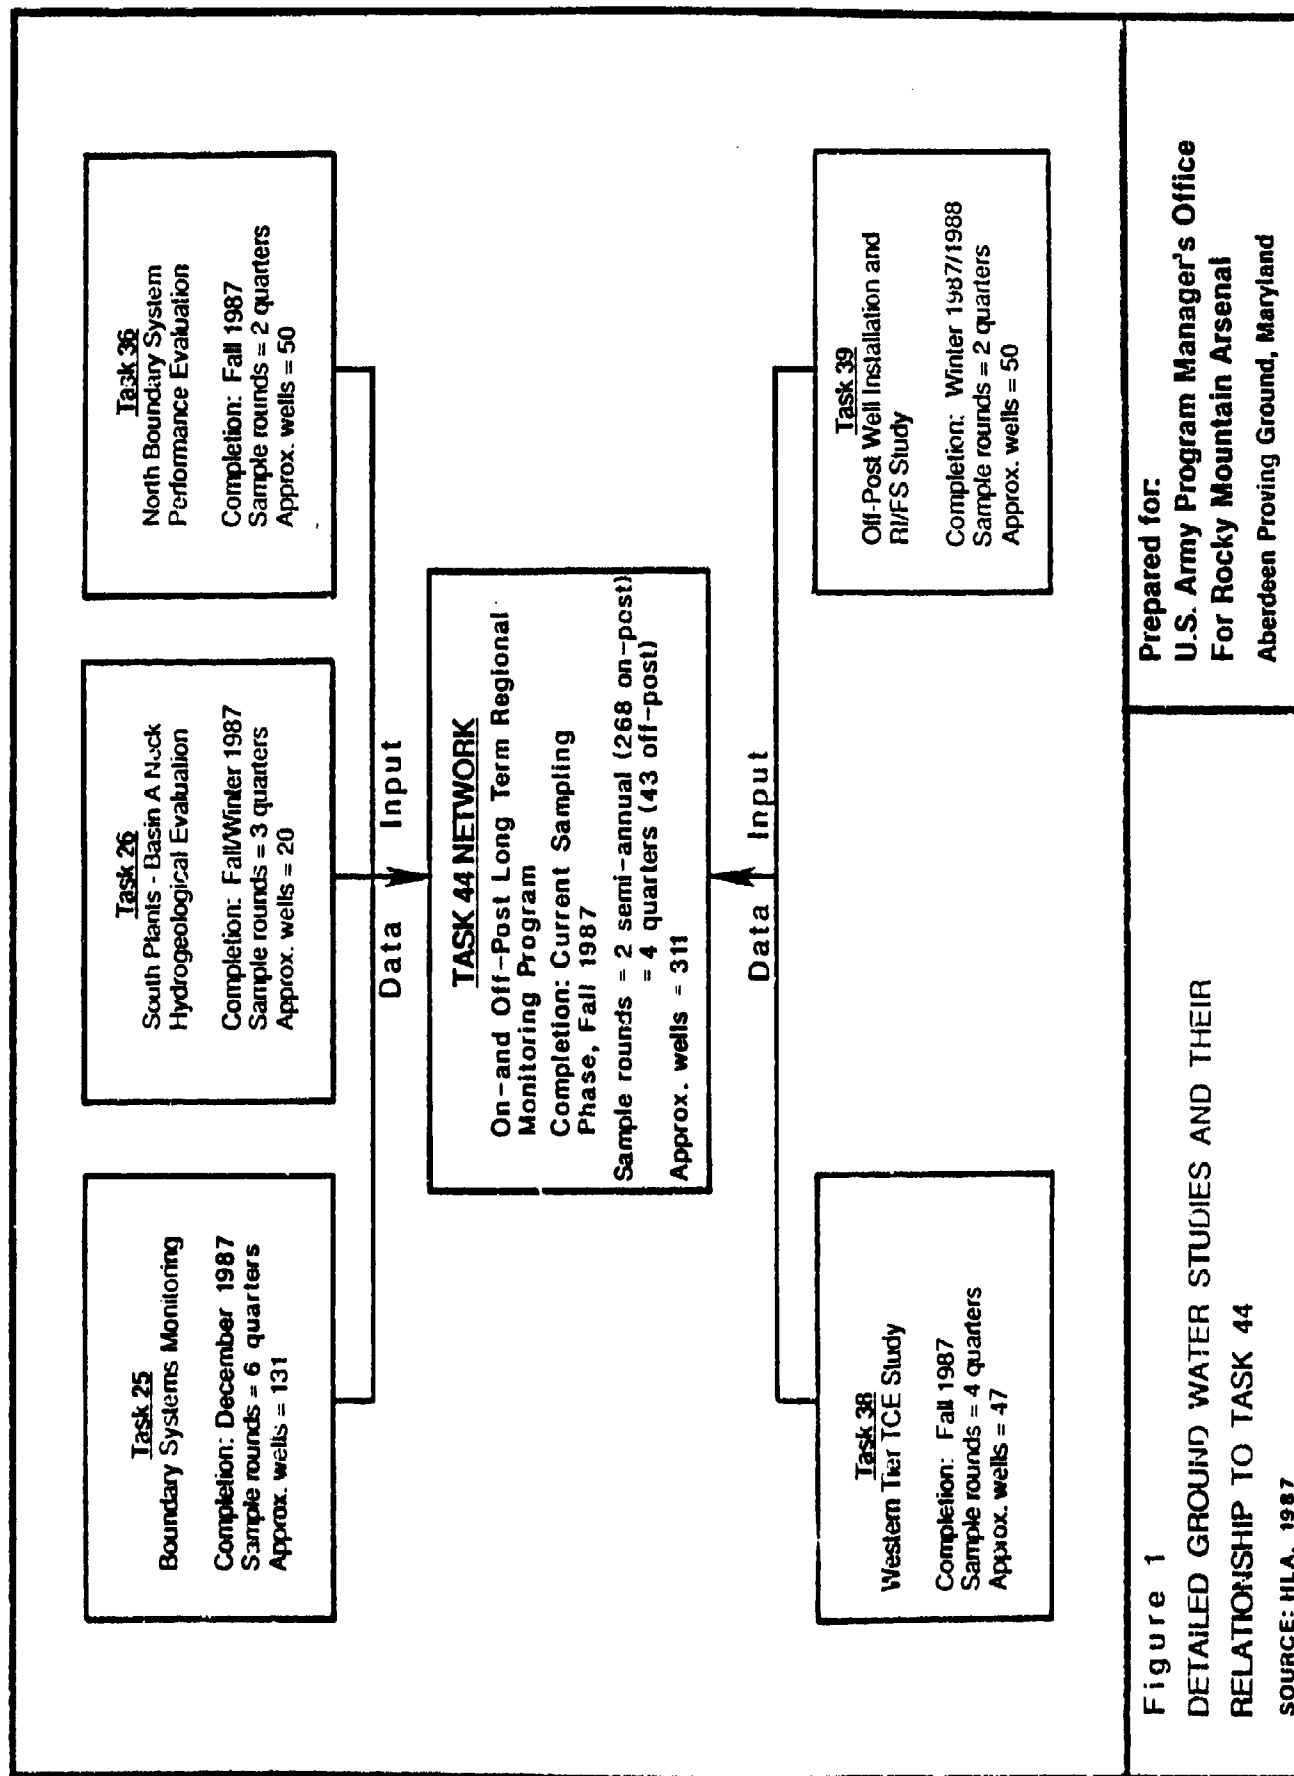 Task 25
Boundary Systems Monitoring
Completion: December 1987
Sample rounds = 6 quarters
Approx. wells = 131
Task 26
South Plants - Basin A Neck
Hydrogeological Evaluation
Completion: Fall/Winter 1987
Sample rounds = 3 quarters
Approx. wells = 20
Task 36
North Boundary System
Performance Evaluation
Completion: Fall 1987
Sample rounds = 2 quarters
Approx. wells = 50
Data Input
TASK 44 NETWORK
On-and Off-Post Long Term Regional
Monitoring Program
Completion: Current Sampling
Phase, Fall 1987
Sample rounds = 2 semi-annual (268 on-post)
= 4 quarters (43 off-post)
Approx. wells = 311
Data Input
Task 38
Western Tier TCE Study
Completion: Fall 1987
Sample rounds = 4 quarters
Approx. wells = 47
Task 39
Off-Post Well Installation and
RI/FS Study
Completion: Winter 1987/1988
Sample rounds = 2 quarters
Approx. wells = 50
Figure 1
DETAILED GROUND WATER STUDIES AND THEIR
RELATIONSHIP TO TASK 44
SOURCE: HLA, 1987
Prepared for:
U.S. Army Program Manager's Office
For Rocky Mountain Arsenal
Aberdeen Proving Ground, Maryland